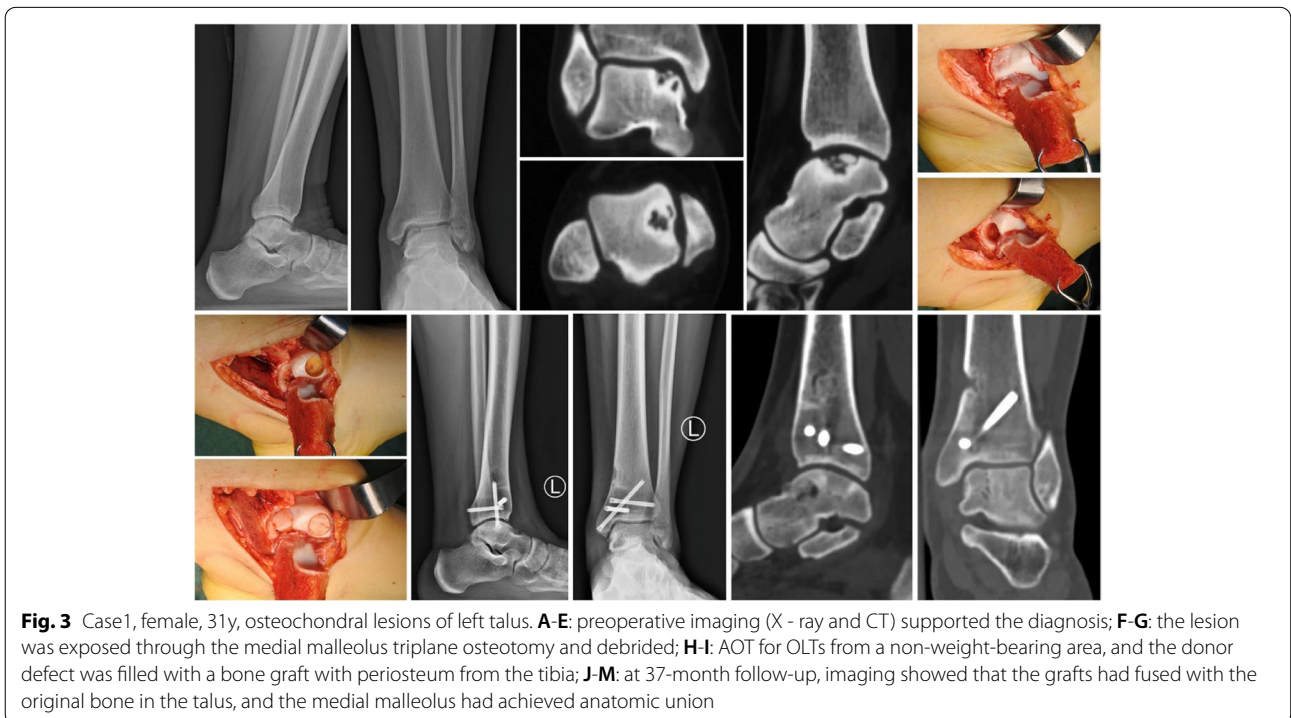 L
L
Fig. 3 Case1, female, 31y, osteochondral lesions of left talus. A-E: preoperative imaging (X - ray and CT) supported the diagnosis; F-G: the lesion
was exposed through the medial malleolus triplane osteotomy and debrided; H-I: AOT for OLTs from a non-weight-bearing area, and the donor
defect was filled with a bone graft with periosteum from the tibia; J-M: at 37-month follow-up, imaging showed that the grafts had fused with the
original bone in the talus, and the medial malleolus had achieved anatomic union